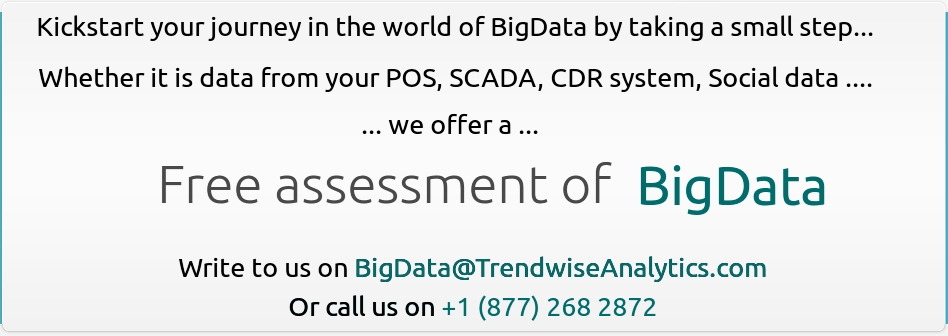 Kickstart your journey in the world of BigData by taking a small step...
Whether it is data from your POS, SCADA, CDR system, Social data ....
... we offer a ...
Free assessment of BigData
Write to us on BigData@TrendwiseAnalytics.com
Or call us on +1 (877) 268 2872